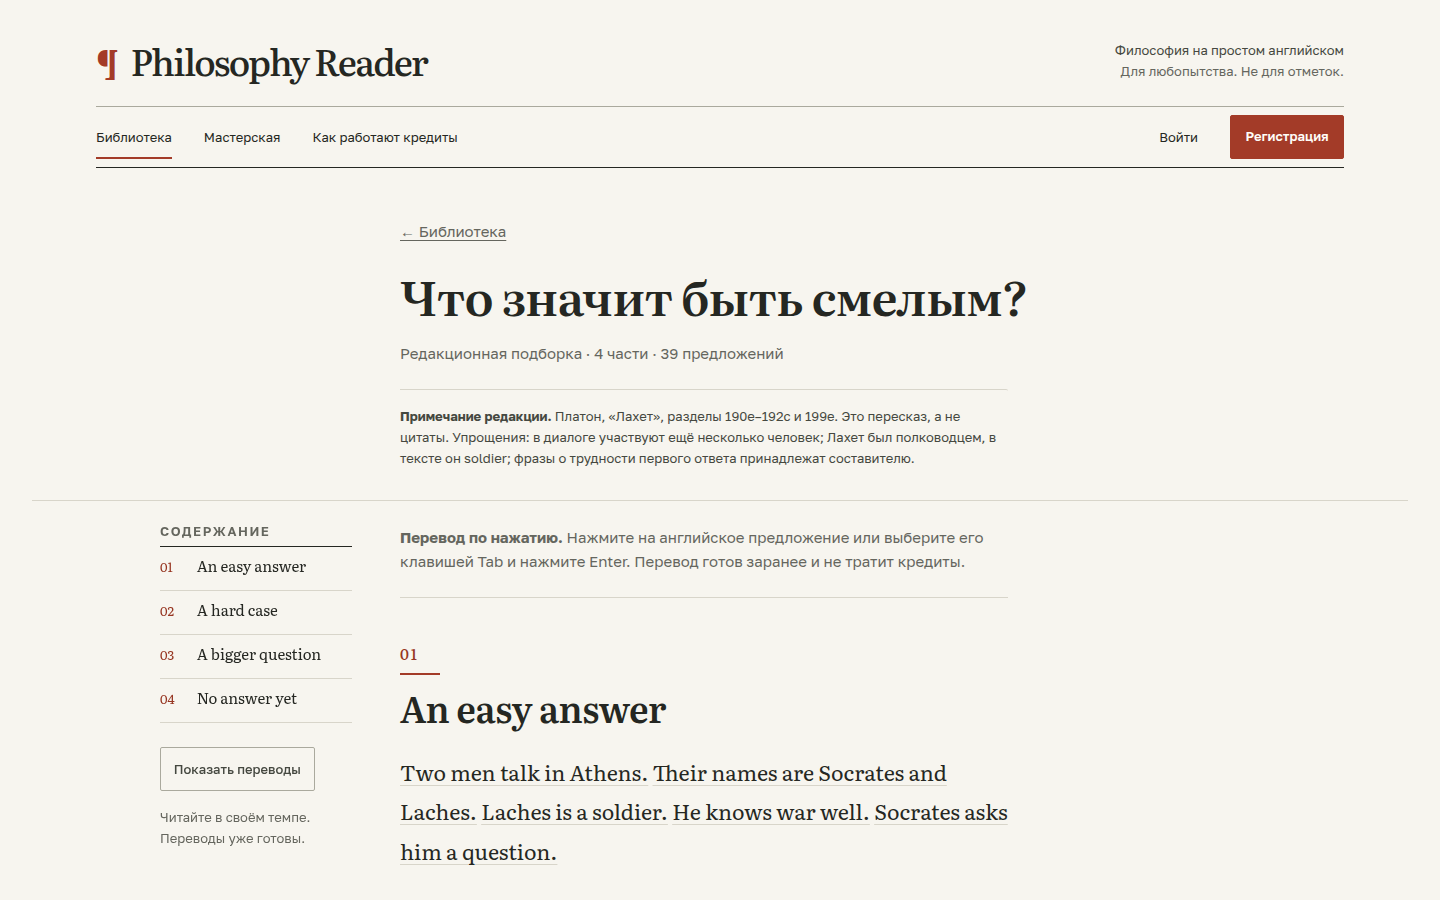 ¶ Philosophy Reader
Философия на простом английском
Для любопытства. Не для отметок.
Библиотека
Мастерская
Как работают кредиты
Войти
Регистрация
← Библиотека
Что значит быть смелым?
Редакционная подборка · 4 части · 39 предложений
Примечание редакции. Платон, «Лахет», разделы 190e–192c и 199e. Это пересказ, а не
цитаты. Упрощения: в диалоге участвуют ещё несколько человек; Лахет был полководцем, в
тексте он soldier; фразы о трудности первого ответа принадлежат составителю.
СОДЕРЖАНИЕ
01 An easy answer
02 A hard case
03 A bigger question
04 No answer yet
Показать переводы
Читайте в своём темпе.
Переводы уже готовы.
Перевод по нажатию. Нажмите на английское предложение или выберите его
клавишей Tab и нажмите Enter. Перевод готов заранее и не тратит кредиты.
01
An easy answer
Two men talk in Athens. Their names are Socrates and
Laches. Laches is a soldier. He knows war well. Socrates asks
him a question.